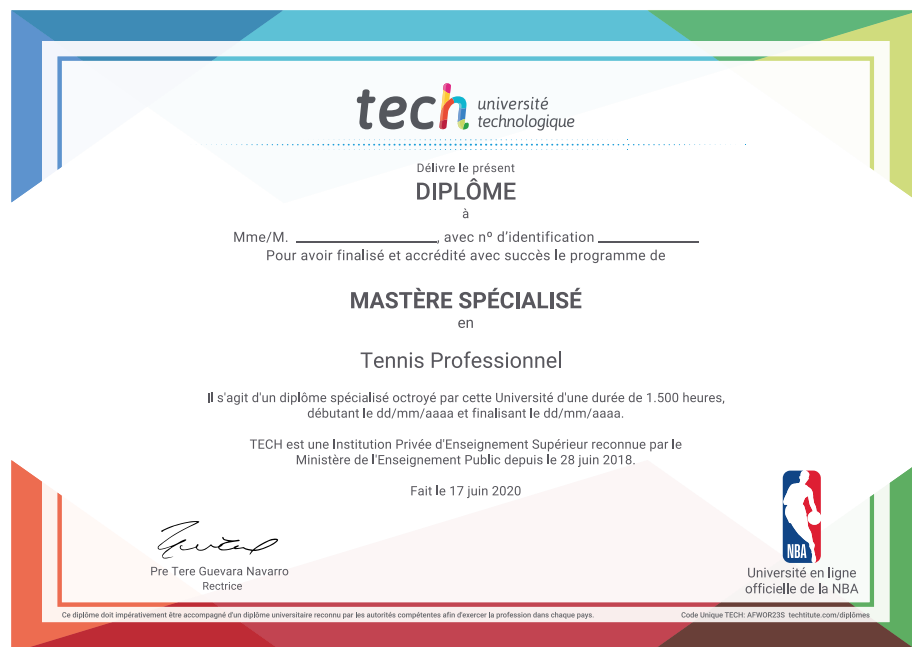 tech université
technologique
Délivre le présent
DIPLÔME
à
Mme/M. _______________, avec nº d'identification ___________
Pour avoir finalisé et accrédité avec succès le programme de
MASTÈRE SPÉCIALISÉ
en
Tennis Professionnel
Il s'agit d'un diplôme spécialisé octroyé par cette Université d'une durée de 1.500 heures,
débutant le dd/mm/aaaa et finalisant le dd/mm/aaaa.
TECH est une Institution Privée d'Enseignement Supérieur reconnue par le
Ministère de l'Enseignement Public depuis le 28 juin 2018.
Fait le 17 juin 2020
Pre Tere Guevara Navarro
Rectrice
NBA
Université en ligne
officielle de la NBA
Ce diplôme doit impérativement être accompagné d'un diplôme universitaire reconnu par les autorités compétentes afin d'exercer la profession dans chaque pays.
Code Unique TECH: AFWOR23S techtitute.com/diplômes